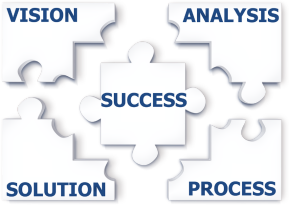 VISION
ANALYSIS
SUCCESS
SOLUTION
PROCESS